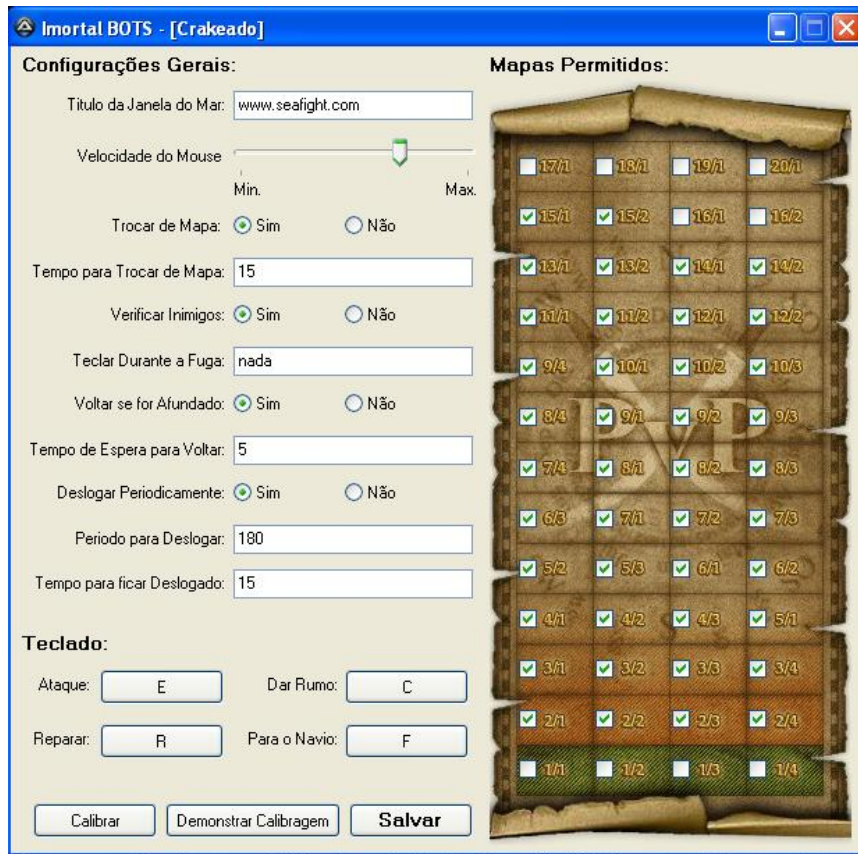 Imortal BOTS - [Crakeado]
Configurações Gerais:
Titulo da Janela do Mar: www.seafight.com
Velocidade do Mouse
Min. Max.
Trocar de Mapa: Sim Não
Tempo para Trocar de Mapa: 15
Verificar Inimigos: Sim Não
Teclar Durante a Fuga: nada
Voltar se for Afundado: Sim Não
Tempo de Espera para Voltar: 5
Deslogar Periodicamente: Sim Não
Periodo para Deslogar: 180
Tempo para ficar Deslogado: 15
Teclado:
Ataque: E Dar Rumo: C
Reparar: R Para o Navio: F
Calibrar Demonstrar Calibragem Salvar
Mapas Permitidos:
17/1 18/1 19/1 20/1
15/1 15/2 16/1 16/2
13/1 13/2 14/1 14/2
11/1 11/2 12/1 12/2
9/4 10/1 10/2 10/3
8/4 9/1 9/2 9/3
PVP
7/4 8/1 8/2 8/3
6/3 7/1 7/2 7/3
5/2 5/3 6/1 6/2
4/1 4/2 4/3 5/1
3/1 3/2 3/3 3/4
2/1 2/2 2/3 2/4
1/1 1/2 1/3 1/4